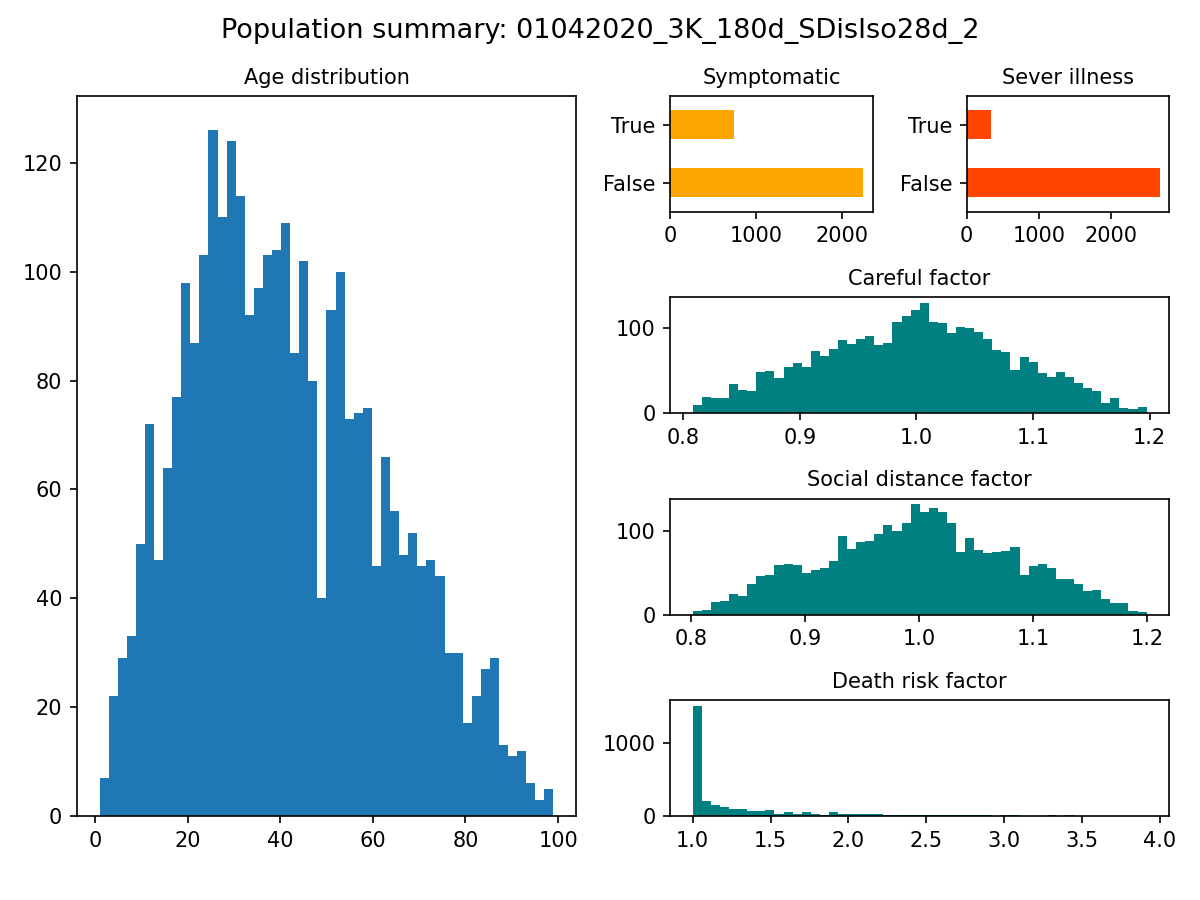 Population summary: 01042020_3K_180d_SDisIso28d_2
Age distribution
120
100
80
60
40
20
0
0 20 40 60 80 100
Symptomatic
True
False
0 1000 2000
Sever illness
True
False
0 1000 2000
Careful factor
100
0
0.8 0.9 1.0 1.1 1.2
Social distance factor
100
0
0.8 0.9 1.0 1.1 1.2
Death risk factor
1000
0
1.0 1.5 2.0 2.5 3.0 3.5 4.0